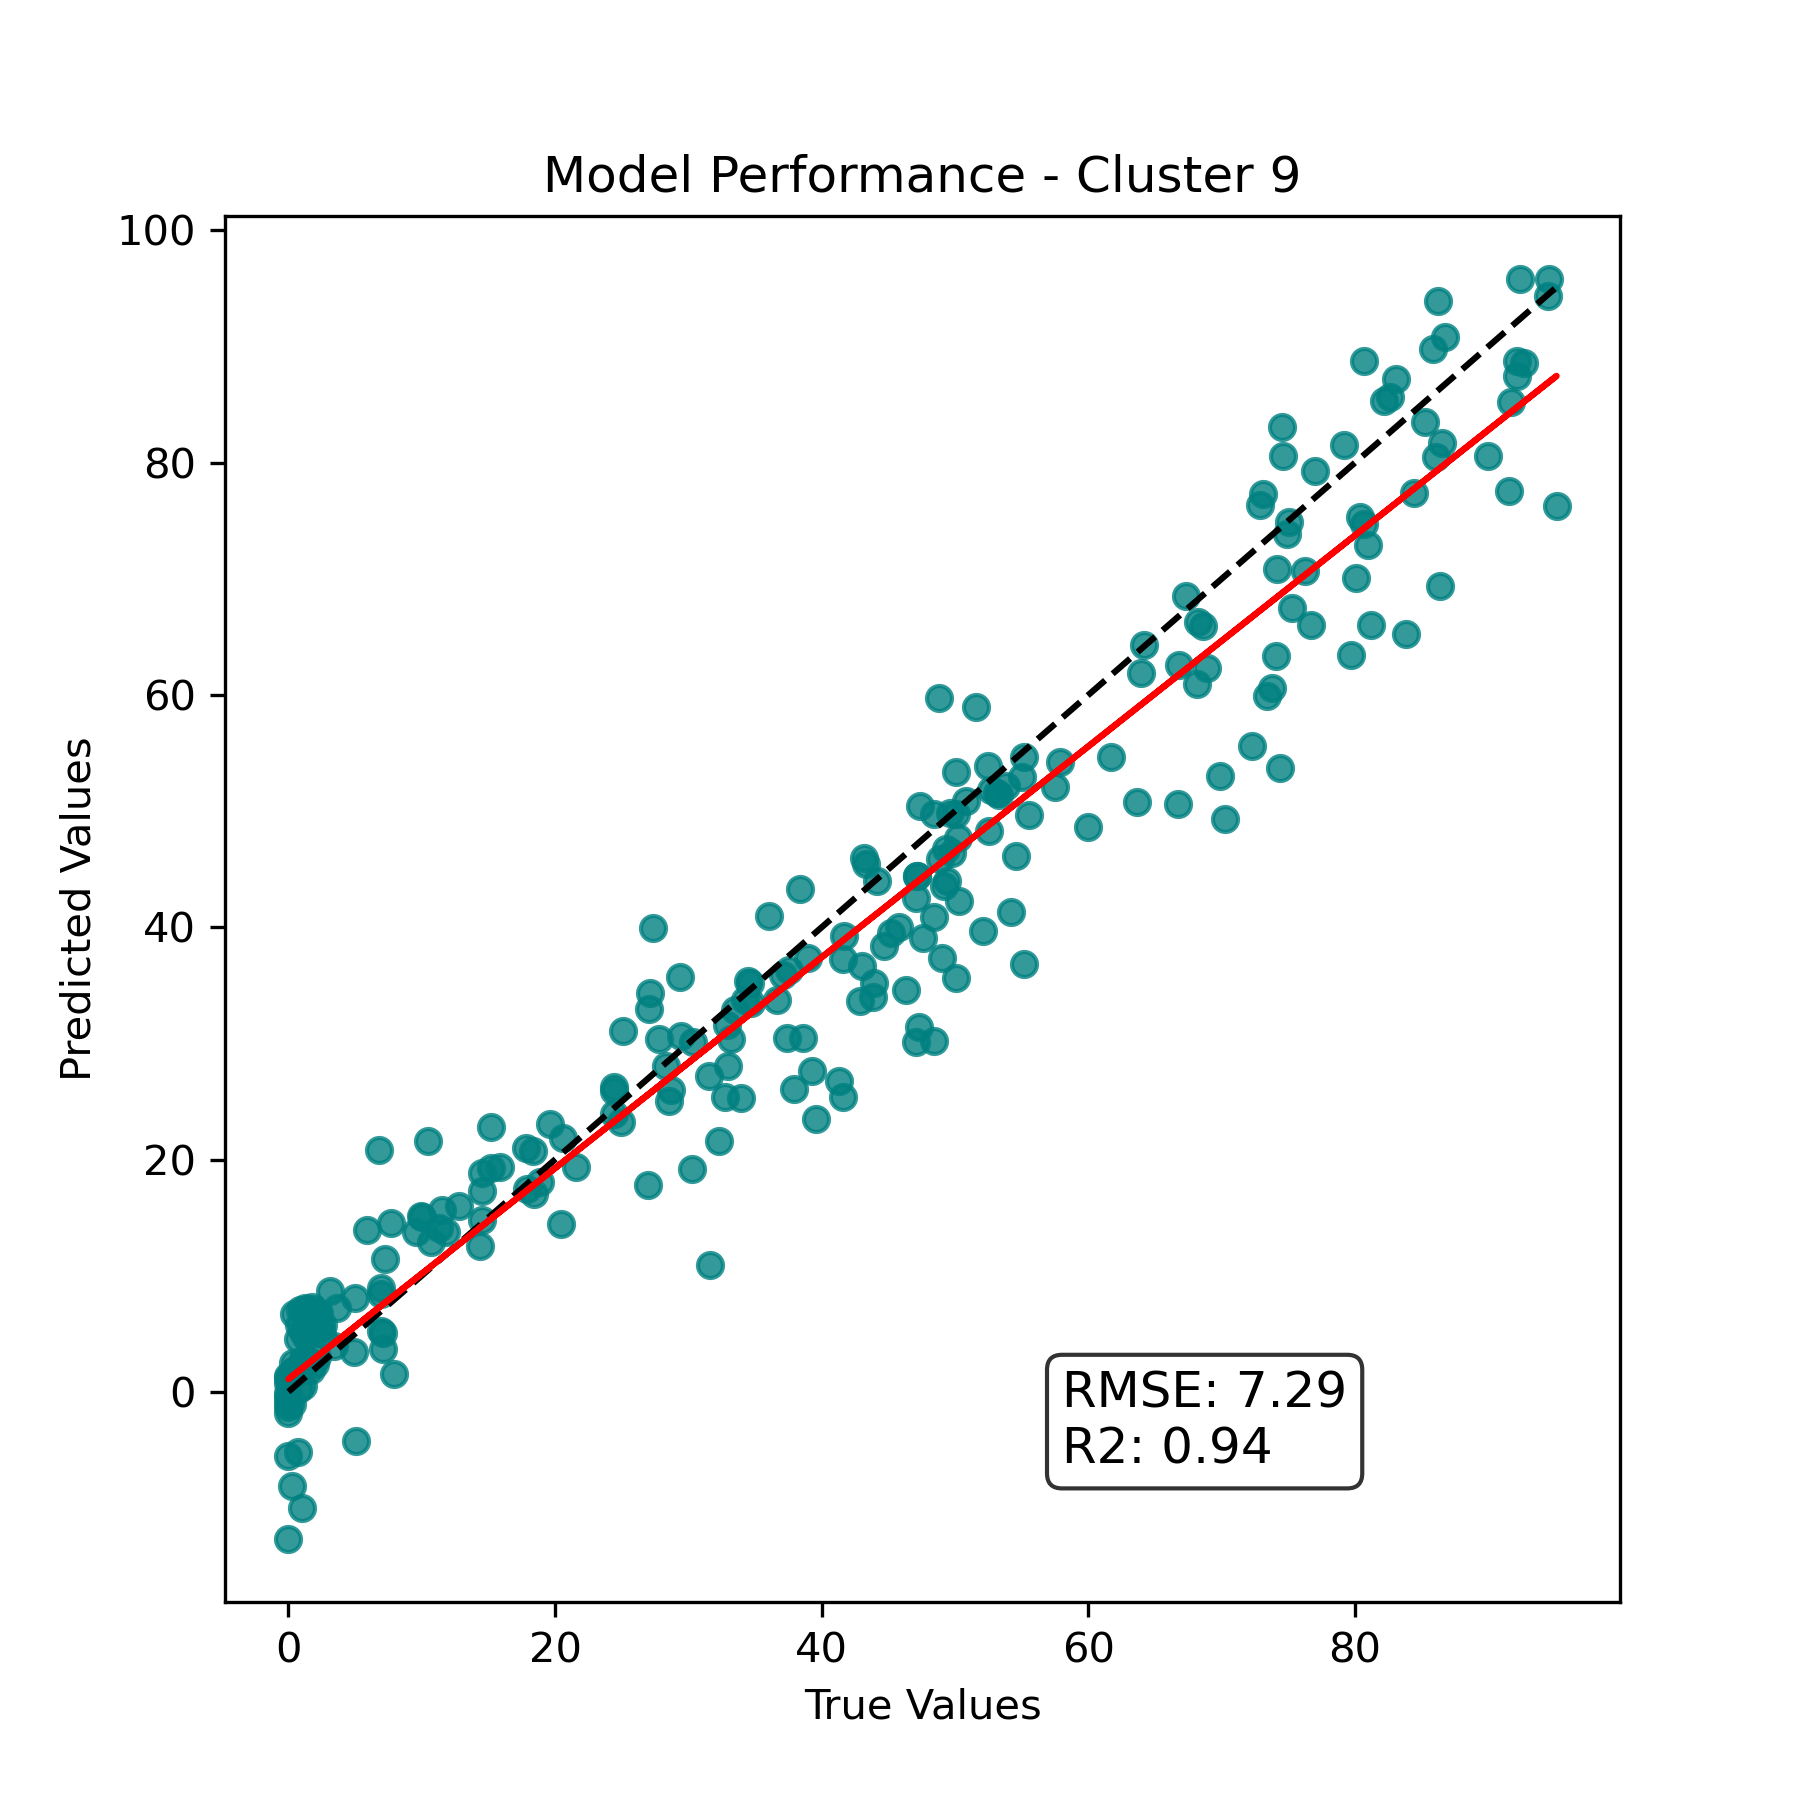 Model Performance - Cluster 9
100
80
60
40
20
0
Predicted Values
RMSE: 7.29
R2: 0.94
0 20 40 60 80
True Values